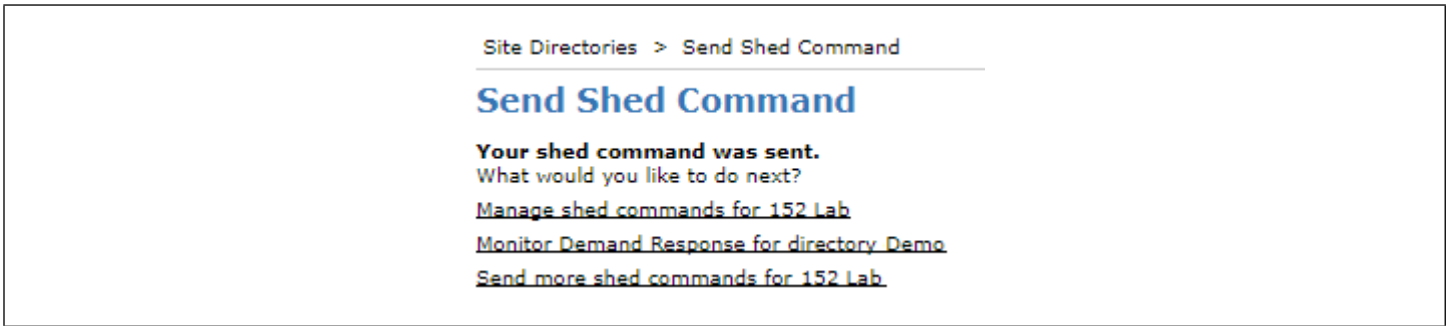 Site Directories > Send Shed Command
Send Shed Command
Your shed command was sent.
What would you like to do next?
Manage shed commands for 152 Lab
Monitor Demand Response for directory Demo
Send more shed commands for 152 Lab